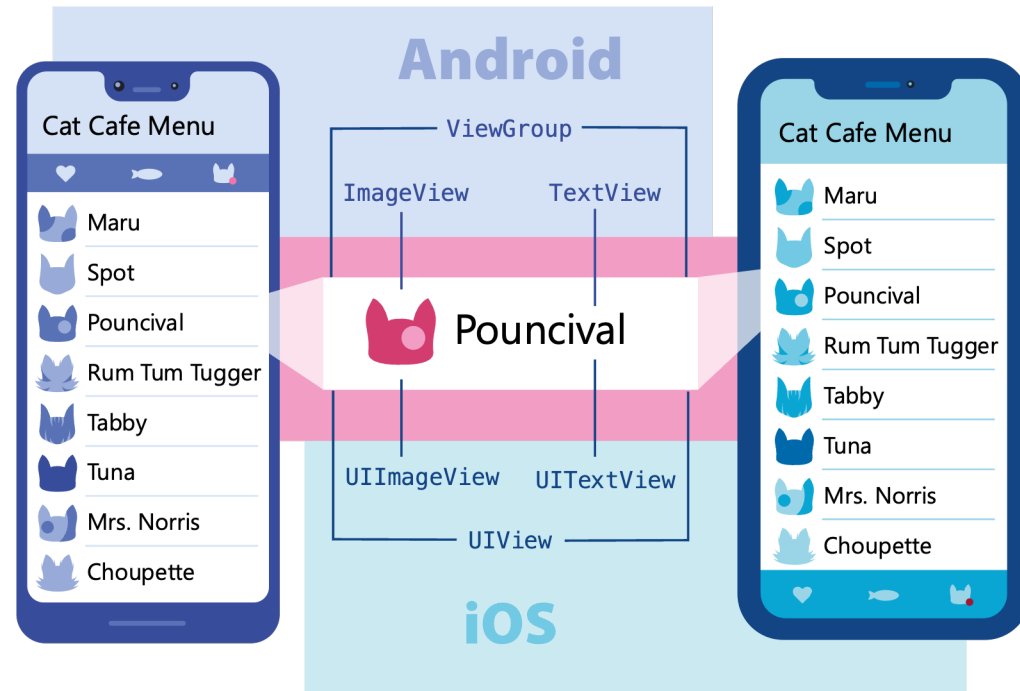 Android
Cat Cafe Menu
Maru
Spot
Pouncival
Rum Tum Tugger
Tabby
Tuna
Mrs. Norris
Choupette
ViewGroup
ImageView TextView
Pouncival
UIImageView UITextView
UIView
iOS
Cat Cafe Menu
Maru
Spot
Pouncival
Rum Tum Tugger
Tabby
Tuna
Mrs. Norris
Choupette